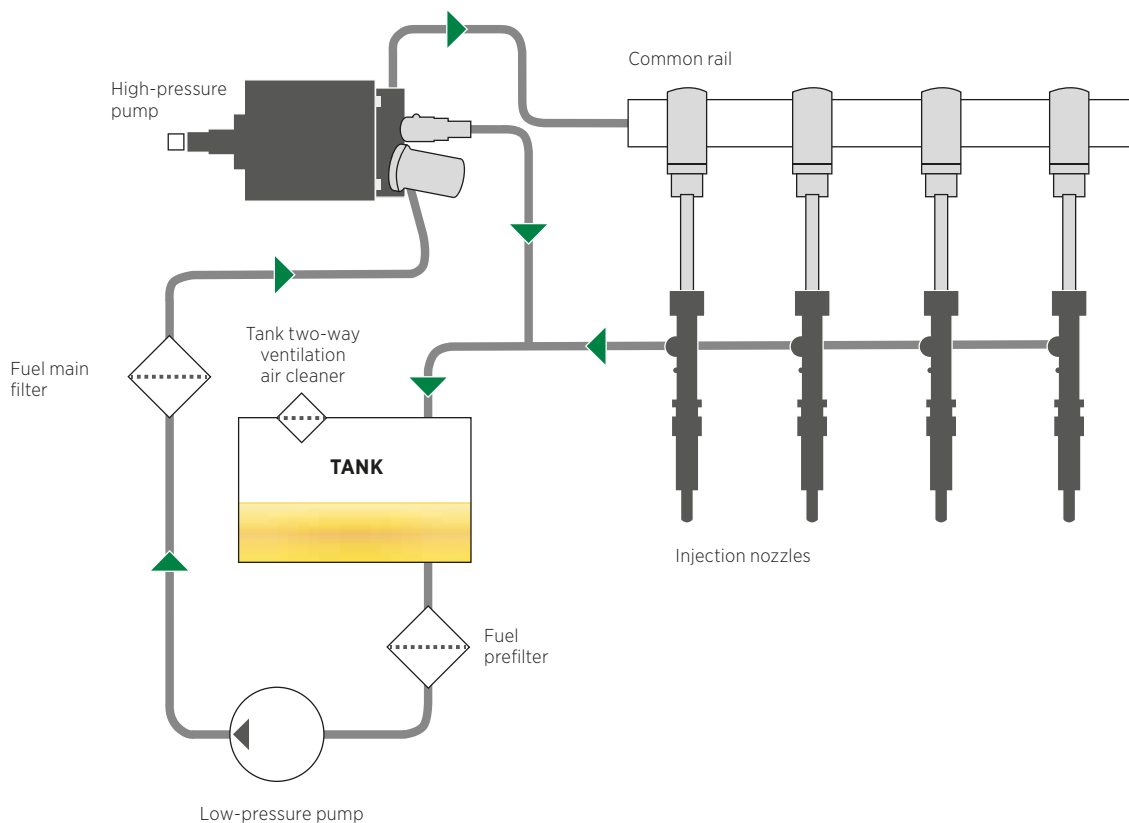 Common rail
High-pressure
pump
Tank two-way
ventilation
air cleaner
Fuel main
filter
TANK
Injection nozzles
Fuel
prefilter
Low-pressure pump